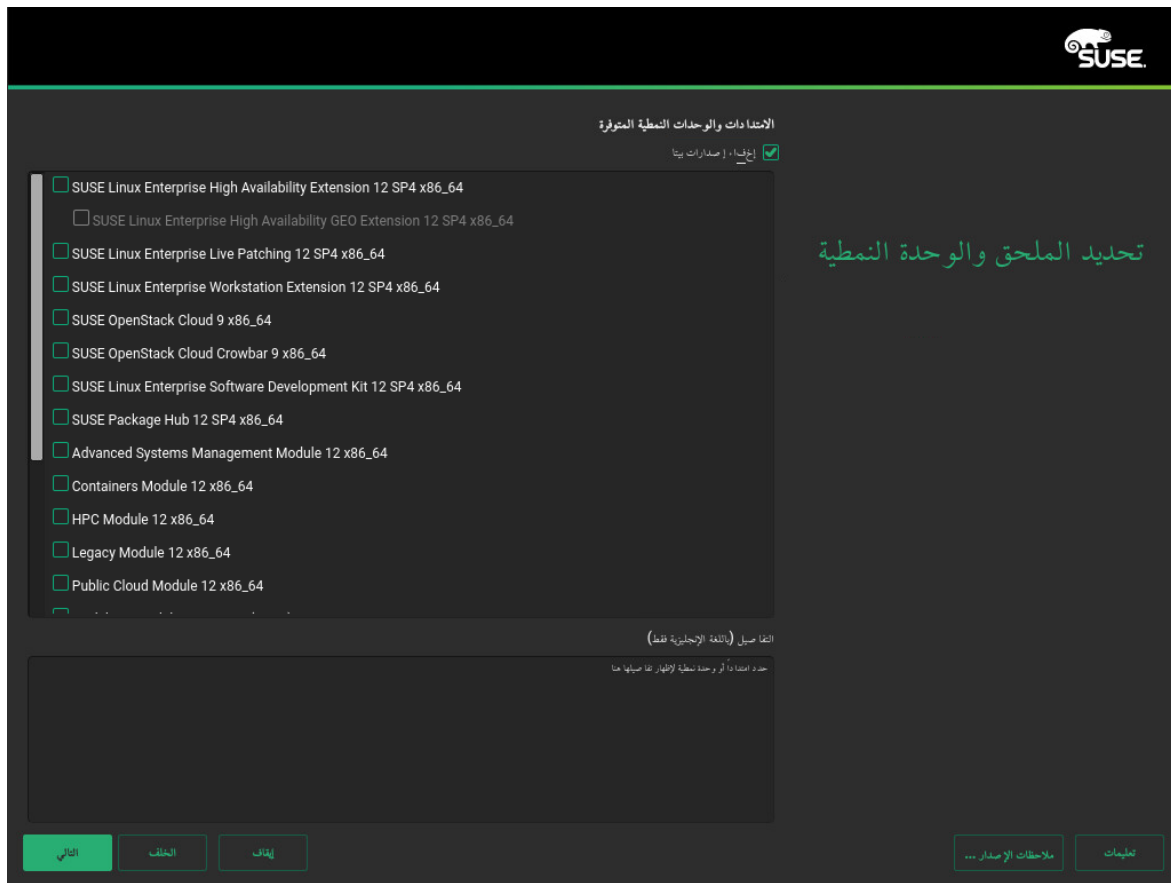 SUSE.
الامتدادات والوحدات النمطية المتوفرة
إخفاء إصدارات بيتا
SUSE Linux Enterprise High Availability Extension 12 SP4 x86_64
SUSE Linux Enterprise High Availability GEO Extension 12 SP4 x86_64
SUSE Linux Enterprise Live Patching 12 SP4 x86_64
SUSE Linux Enterprise Workstation Extension 12 SP4 x86_64
SUSE OpenStack Cloud 9 x86_64
SUSE OpenStack Cloud Crowbar 9 x86_64
SUSE Linux Enterprise Software Development Kit 12 SP4 x86_64
SUSE Package Hub 12 SP4 x86_64
Advanced Systems Management Module 12 x86_64
Containers Module 12 x86_64
HPC Module 12 x86_64
Legacy Module 12 x86_64
Public Cloud Module 12 x86_64
تحديد الملحق والوحدة النمطية
التفاصيل (باللغة الإنجليزية فقط)
حدد امتدادًا أو وحدة نمطية لإظهار تفاصيلها هنا
تعليمات
ملاحظات الإصدار ...
إيقاف
الخلف
التالي